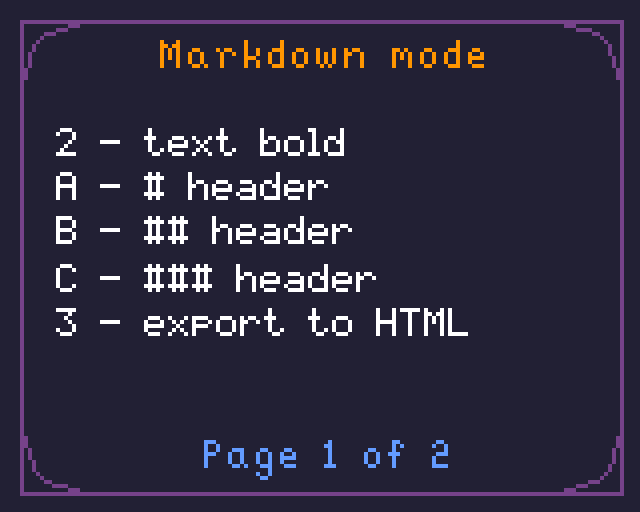 Markdown mode
2 - text bold
A - # header
B - ## header
C - ### header
3 - export to HTML
Page 1 of 2